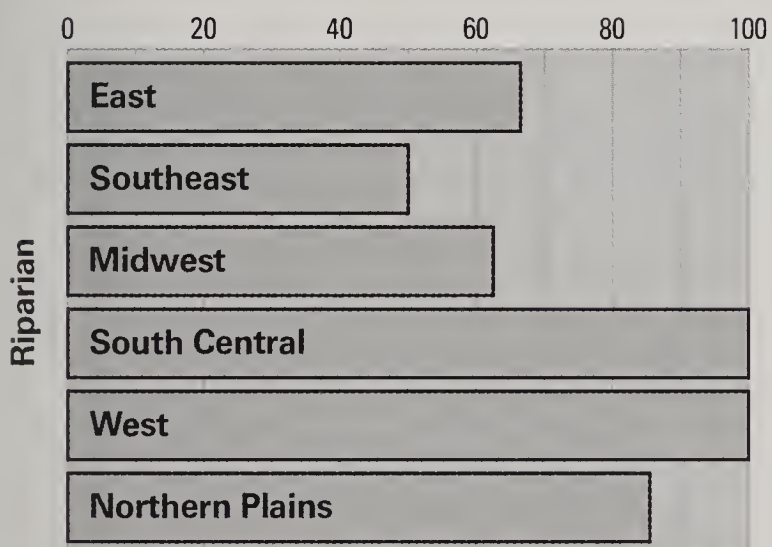 0 20 40 60 80 100
East
Southeast
Midwest
South Central
West
Northern Plains
Riparian